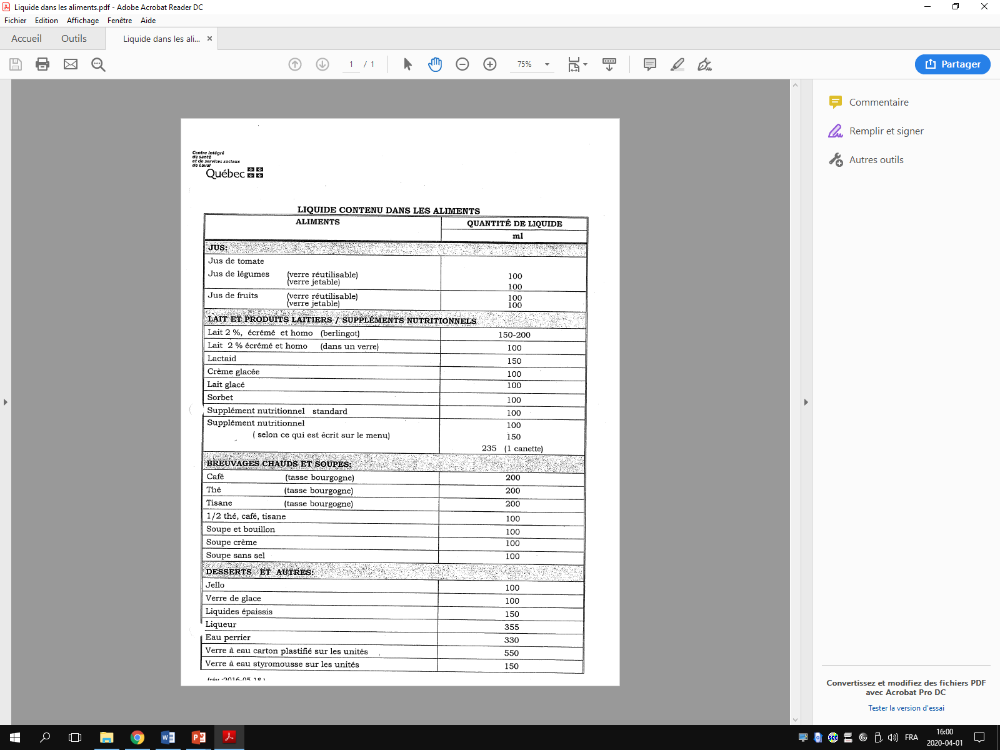 Liquide dans les aliments.pdf - Adobe Acrobat Reader DC
Fichier Edition Affichage Fenêtre Aide
Accueil Outils Liquide dans les ali... ×
1 / 1 75% Partager
Commentaire
Remplir et signer
Autres outils
Centre intégré
de santé
et de services sociaux
de Laval
Québec
LIQUIDE CONTENU DANS LES ALIMENTS
ALIMENTS QUANTITÉ DE LIQUIDE
ml
JUS:
Jus de tomate
Jus de légumes (verre réutilisable) 100
(verre jetable) 100
Jus de fruits (verre réutilisable) 100
(verre jetable) 100
LAIT ET PRODUITS LAITIERS / SUPPLÉMENTS NUTRITIONNELS
Lait 2 %, écrémé et homo (berlingot) 150-200
Lait 2 % écrémé et homo (dans un verre) 100
Lactaid 150
Crème glacée 100
Lait glacé 100
Sorbet 100
Supplément nutritionnel standard 100
Supplément nutritionnel 100
( selon ce qui est écrit sur le menu) 150
235 (1 canette)
BREUVAGES CHAUDS ET SOUPES:
Café (tasse bourgogne) 200
Thé (tasse bourgogne) 200
Tisane (tasse bourgogne) 200
1/2 thé, café, tisane 100
Soupe et bouillon 100
Soupe crème 100
Soupe sans sel 100
DESSERTS ET AUTRES:
Jello 100
Verre de glace 100
Liquides épaissis 150
Liqueur 355
Eau perrier 330
Verre à eau carton plastifié sur les unités 550
Verre à eau styromousse sur les unités 150
(rév :2016-05-18 )
Convertissez et modifiez des fichiers PDF
avec Acrobat Pro DC
Tester la version d'essai
FRA 16:00
2020-04-01